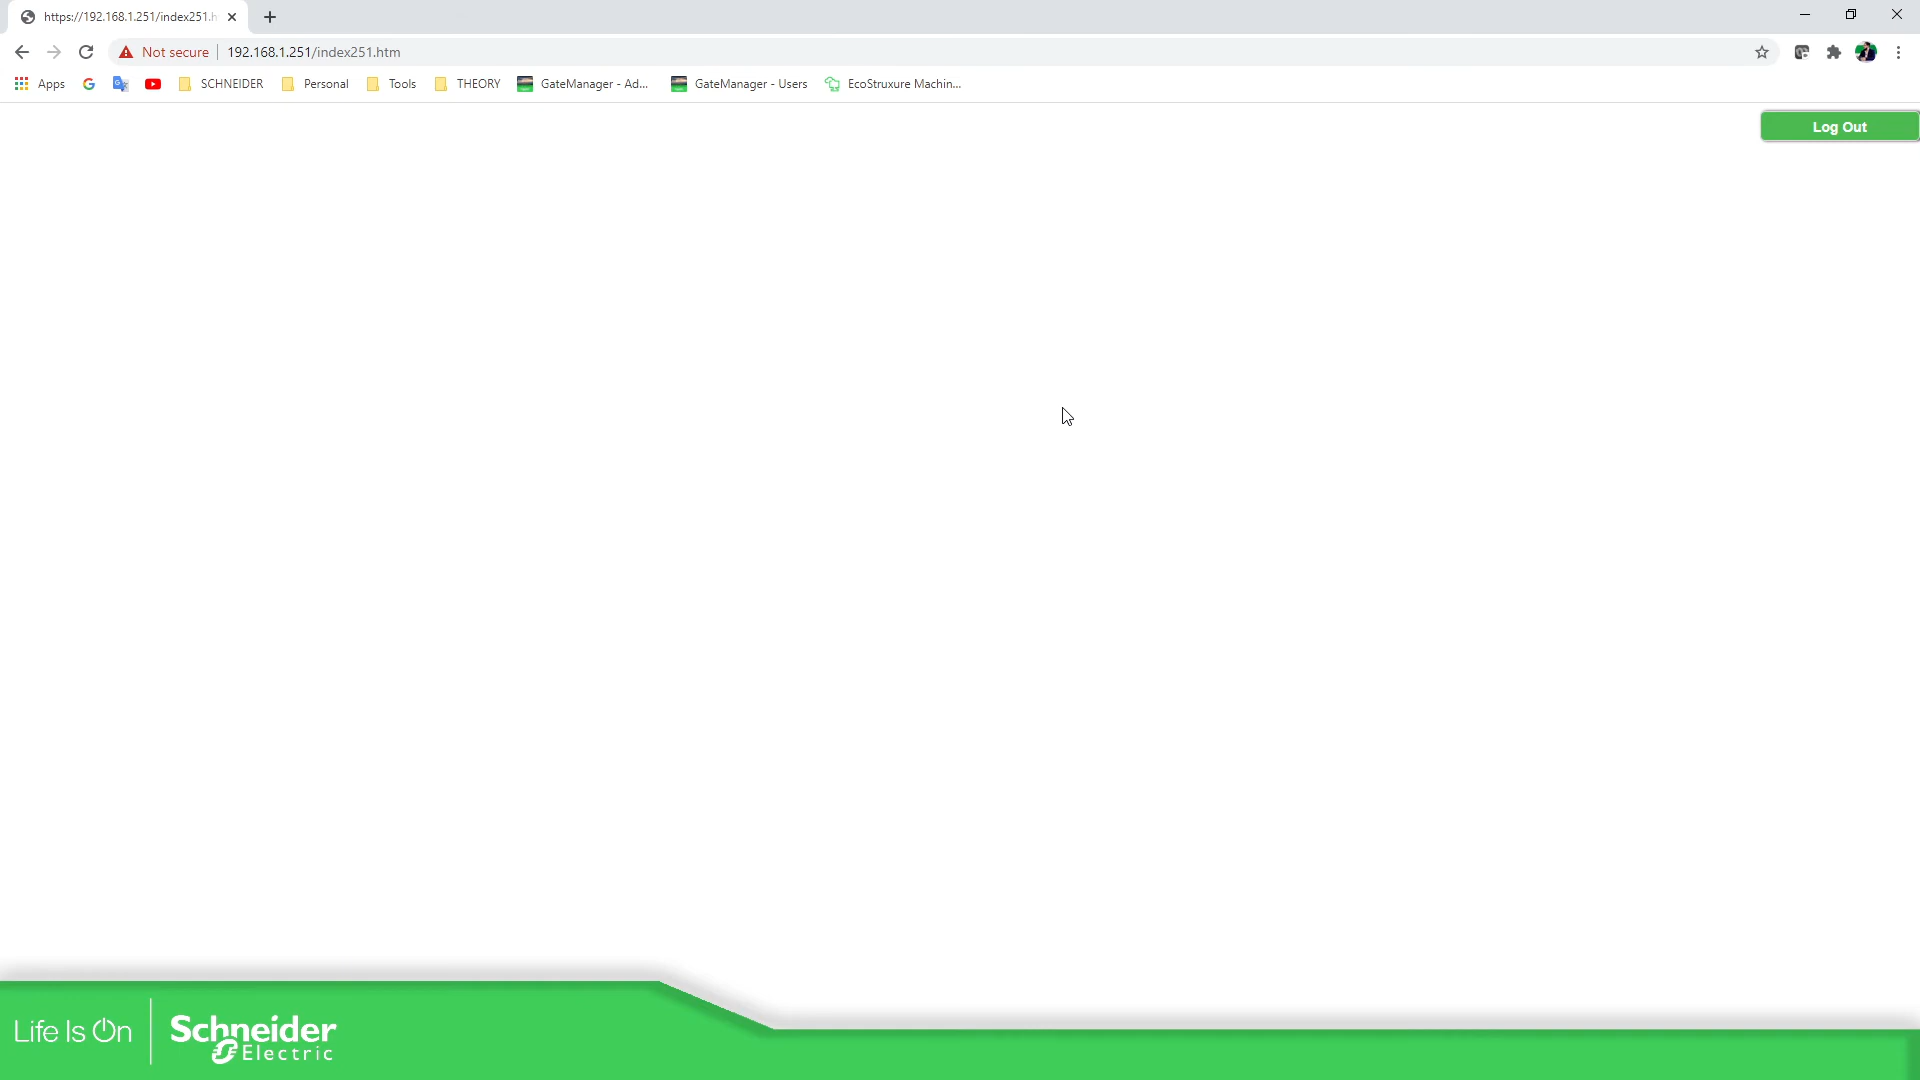 https://192.168.1.251/index251.h
Not secure 192.168.1.251/index251.htm
Apps SCHNEIDER Personal Tools THEORY GateManager - Ad... GateManager - Users EcoStruxure Machin...
Log Out
Life Is On Schneider
Electric